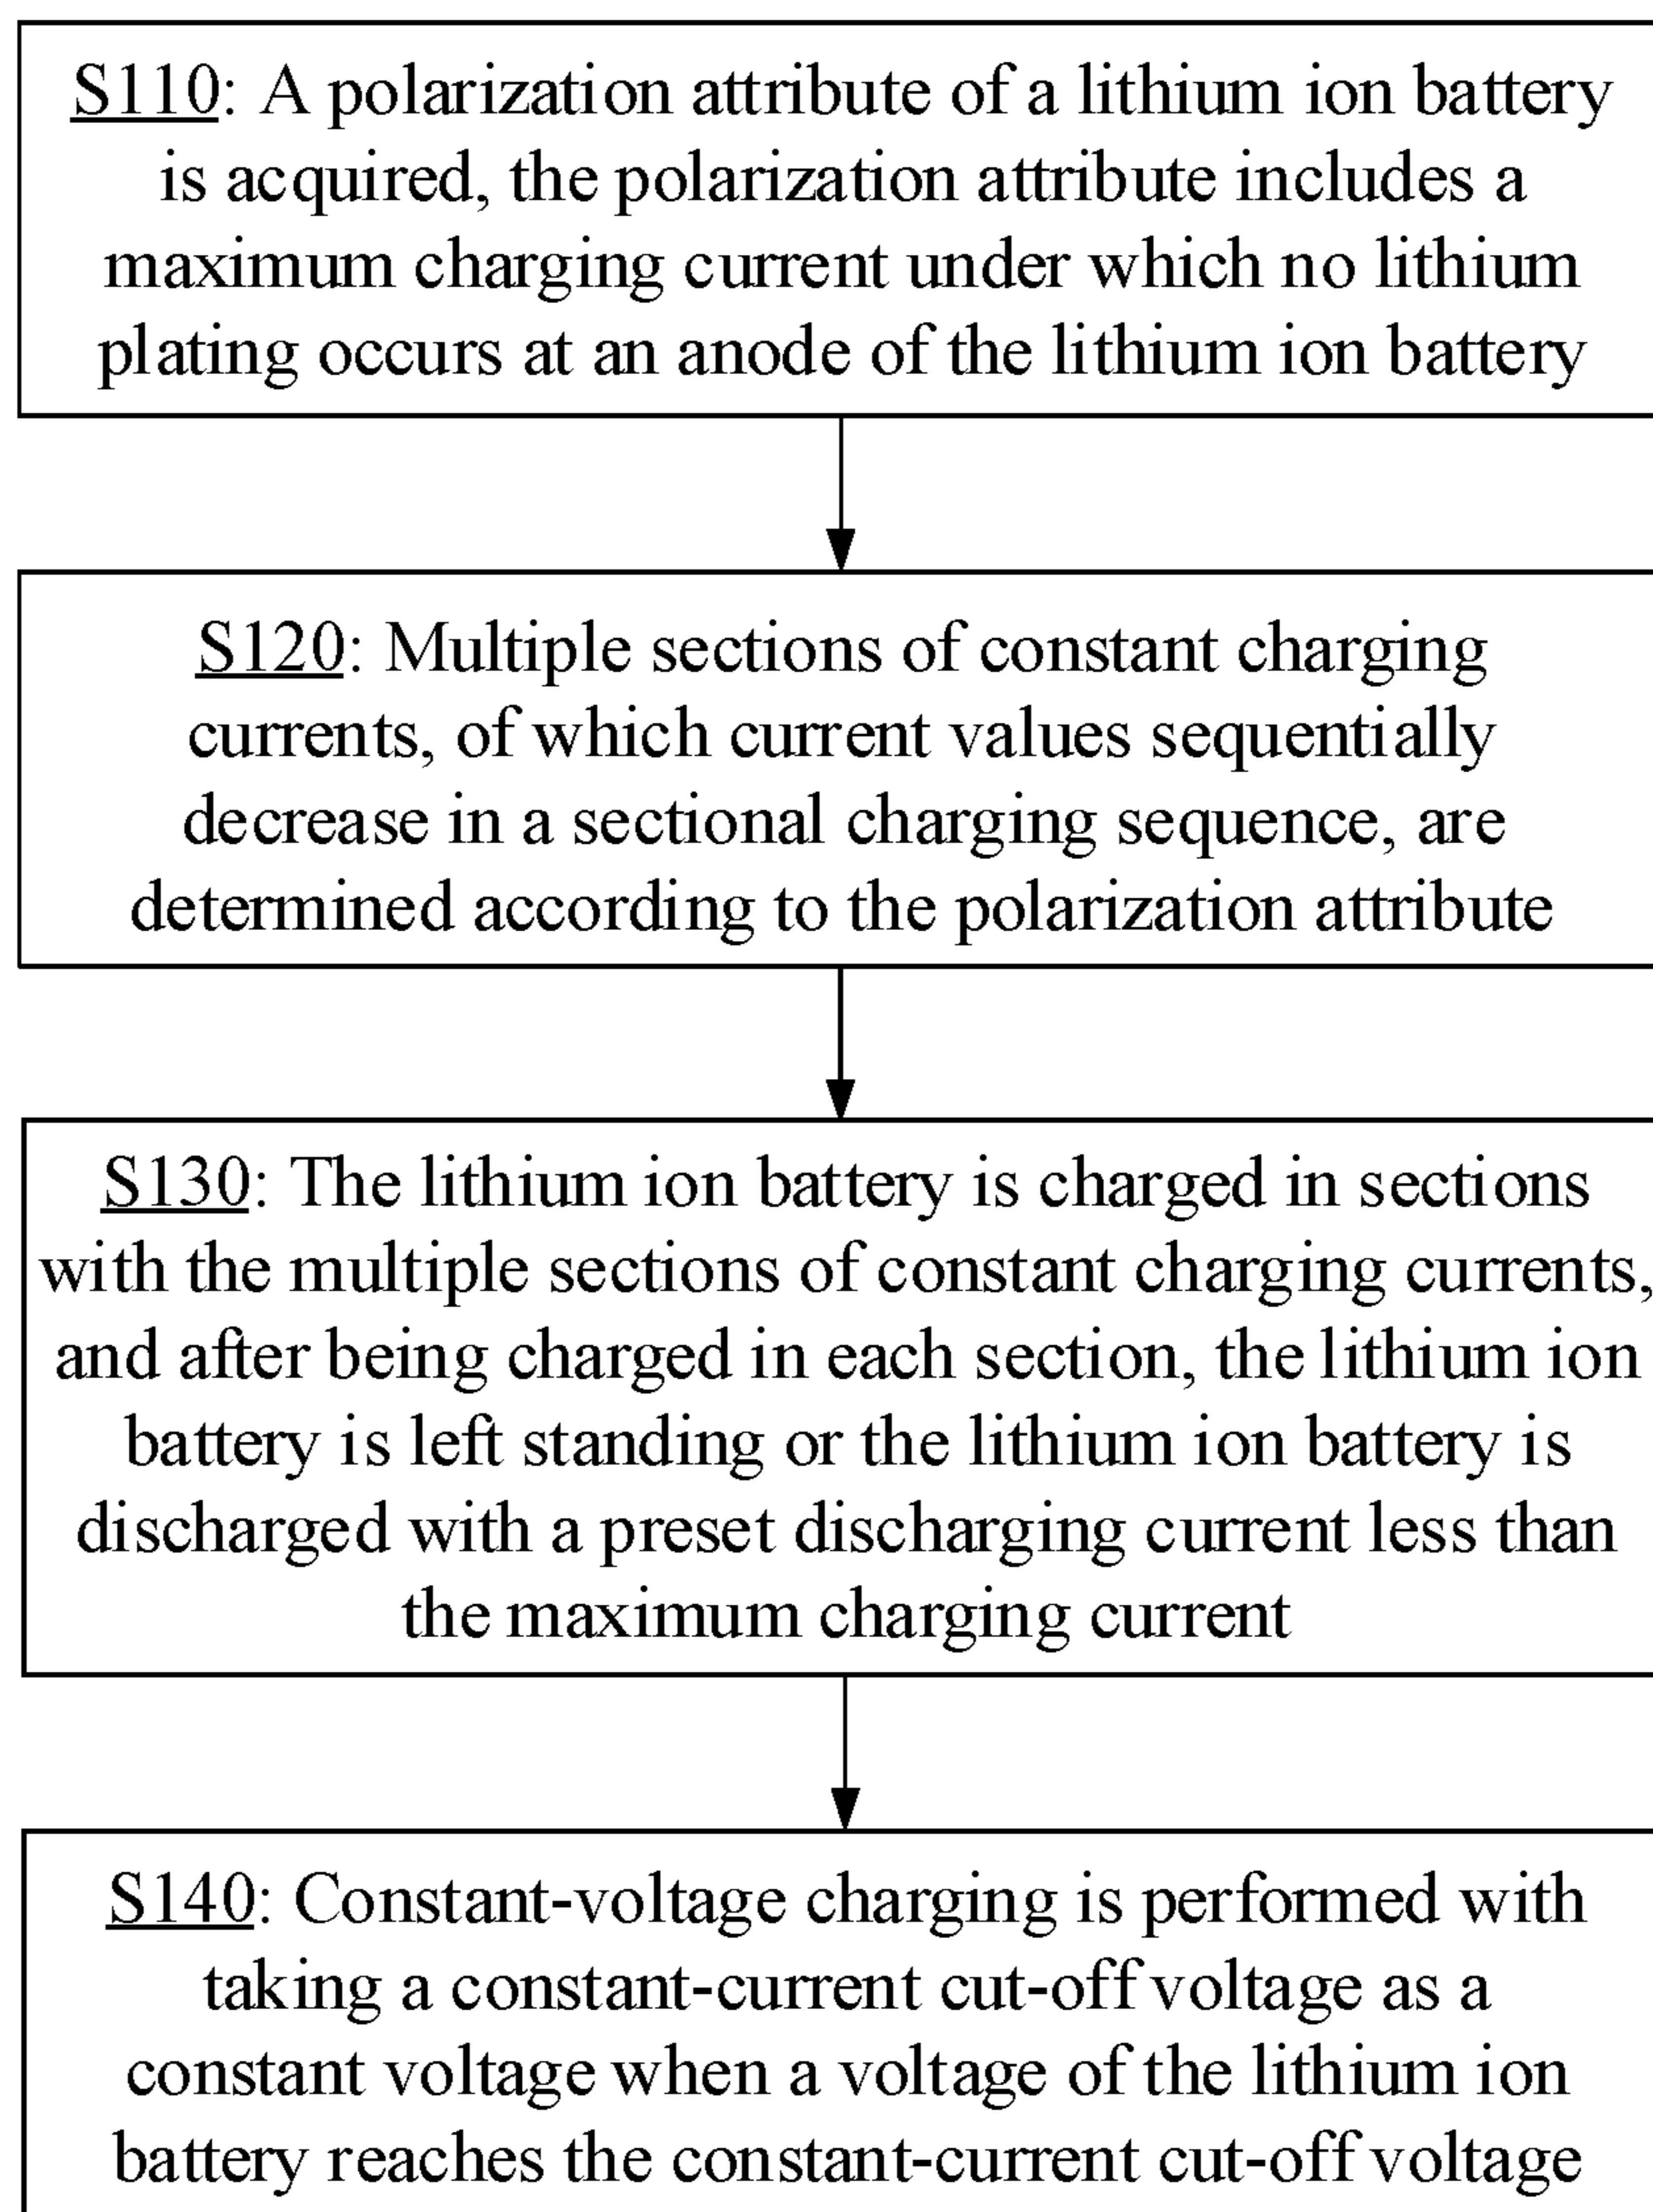 S110: A polarization attribute of a lithium ion battery
is acquired, the polarization attribute includes a
maximum charging current under which no lithium
plating occurs at an anode of the lithium ion battery
S120: Multiple sections of constant charging
currents, of which current values sequentially
decrease in a sectional charging sequence, are
determined according to the polarization attribute
S130: The lithium ion battery is charged in sections
with the multiple sections of constant charging currents,
and after being charged in each section, the lithium ion
battery is left standing or the lithium ion battery is
discharged with a preset discharging current less than
the maximum charging current
S140: Constant-voltage charging is performed with
taking a constant-current cut-off voltage as a
constant voltage when a voltage of the lithium ion
battery reaches the constant-current cut-off voltage